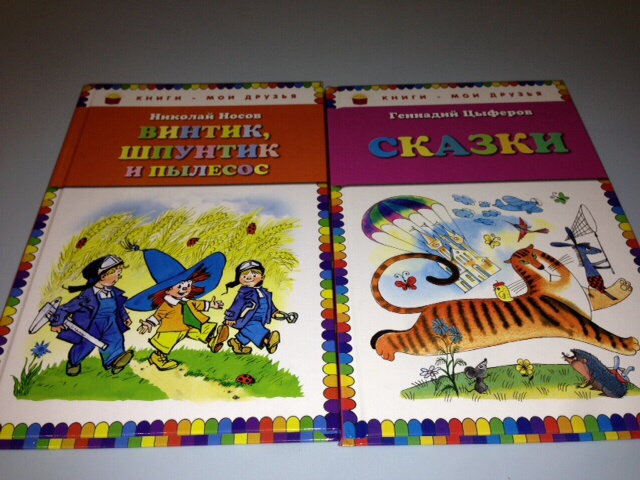 КНИГИ - МОИ ДРУЗЬЯ
Николай Носов
ВИНТИК,
ШПУНТИК
И ПЫЛЕСОС
КНИГИ - МОИ ДРУЗЬЯ
Геннадий Цыферов
СКАЗКИ